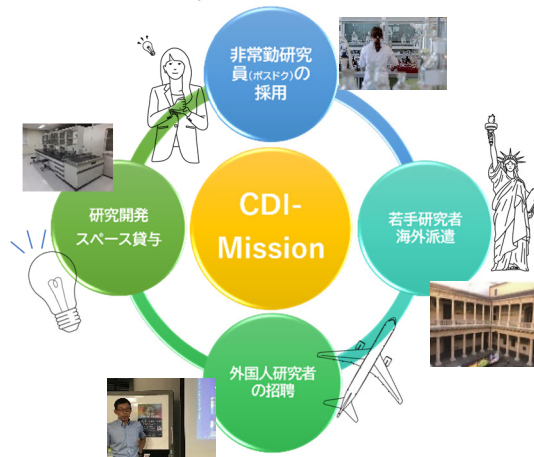 非常勤研究
員(ポスドク)の
採用
CDI-
Mission
研究開発
スペース貸与
若手研究者
海外派遣
外国人研究者
の招聘